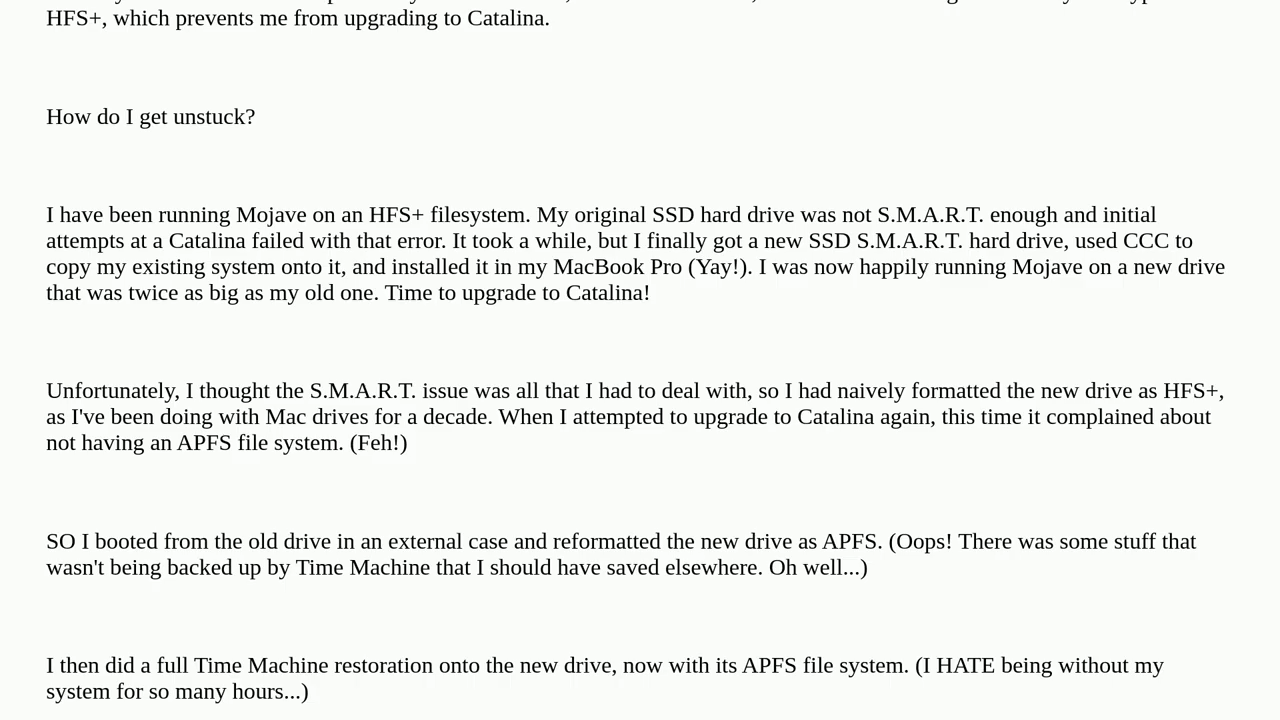 HFS+, which prevents me from upgrading to Catalina.
How do I get unstuck?
I have been running Mojave on an HFS+ filesystem. My original SSD hard drive was not S.M.A.R.T. enough and initial
attempts at a Catalina failed with that error. It took a while, but I finally got a new SSD S.M.A.R.T. hard drive, used CCC to
copy my existing system onto it, and installed it in my MacBook Pro (Yay!). I was now happily running Mojave on a new drive
that was twice as big as my old one. Time to upgrade to Catalina!
Unfortunately, I thought the S.M.A.R.T. issue was all that I had to deal with, so I had naively formatted the new drive as HFS+,
as I've been doing with Mac drives for a decade. When I attempted to upgrade to Catalina again, this time it complained about
not having an APFS file system. (Feh!)
SO I booted from the old drive in an external case and reformatted the new drive as APFS. (Oops! There was some stuff that
wasn't being backed up by Time Machine that I should have saved elsewhere. Oh well...)
I then did a full Time Machine restoration onto the new drive, now with its APFS file system. (I HATE being without my
system for so many hours...)